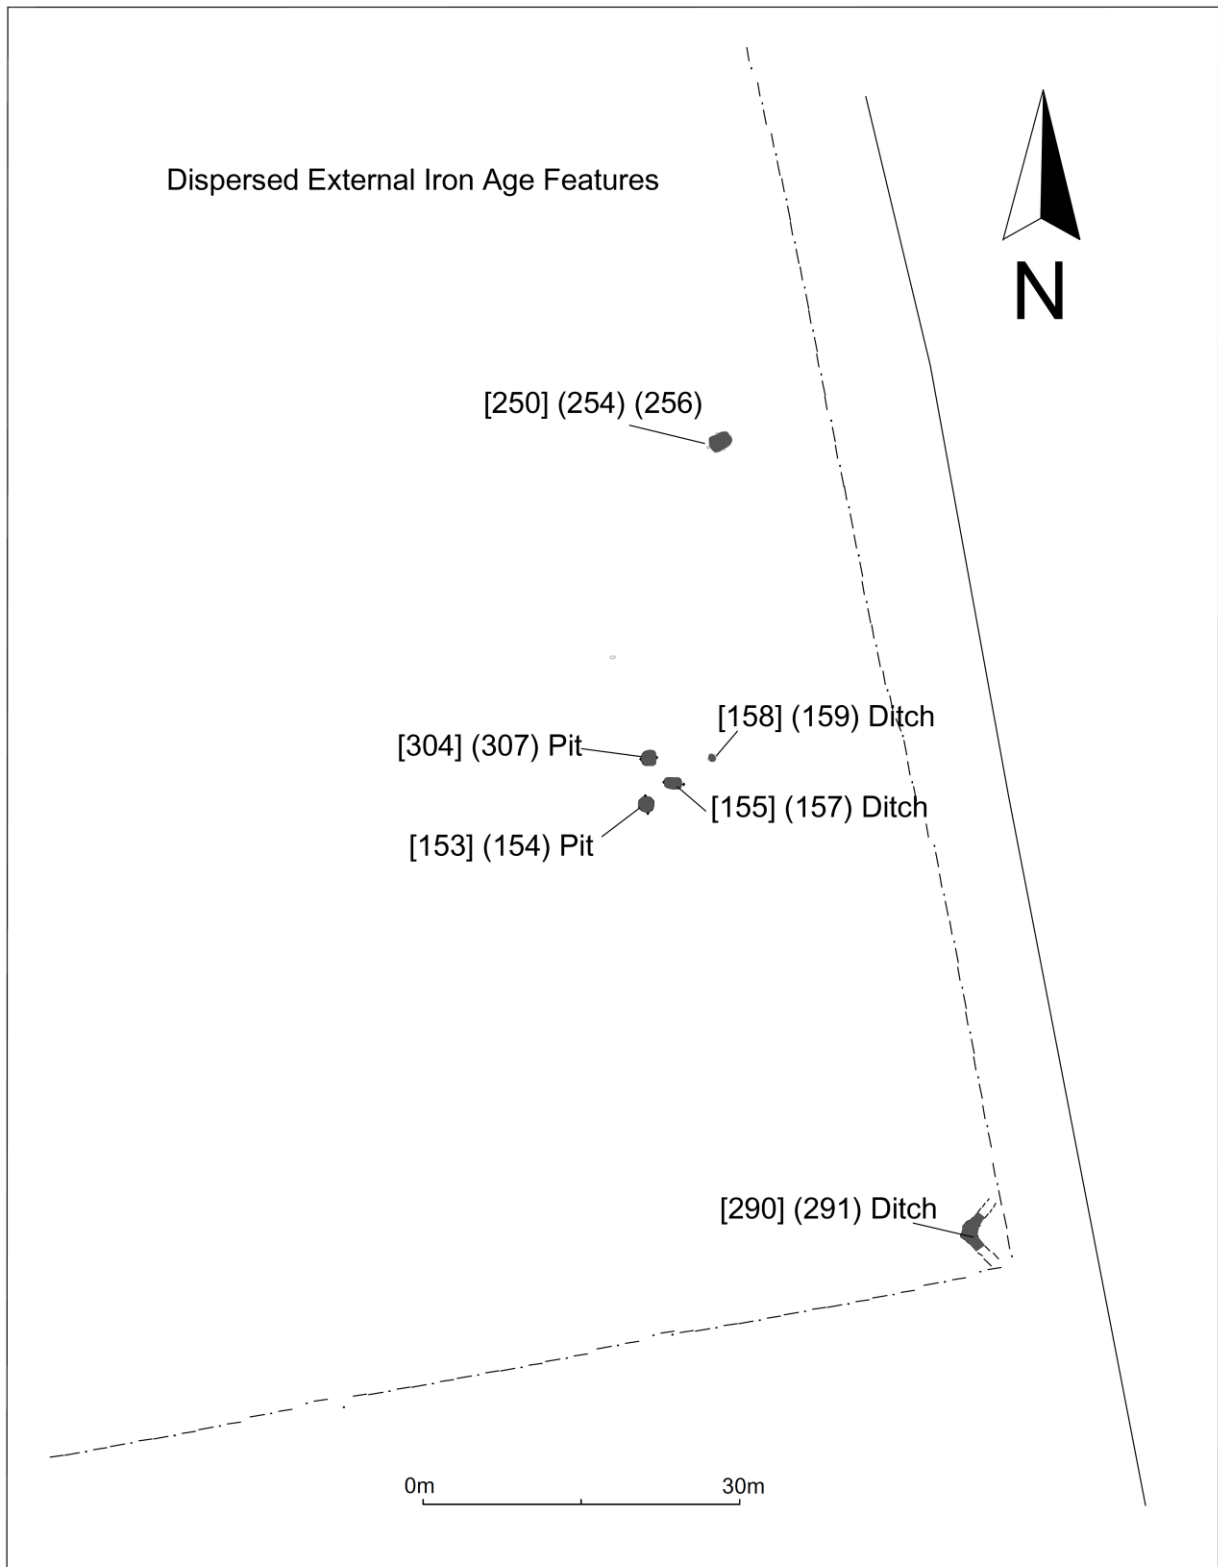 Dispersed External Iron Age Features
N
[250] (254) (256)
[158] (159) Ditch
[304] (307) Pit
[155] (157) Ditch
[153] (154) Pit
[290] (291) Ditch
0m 30m